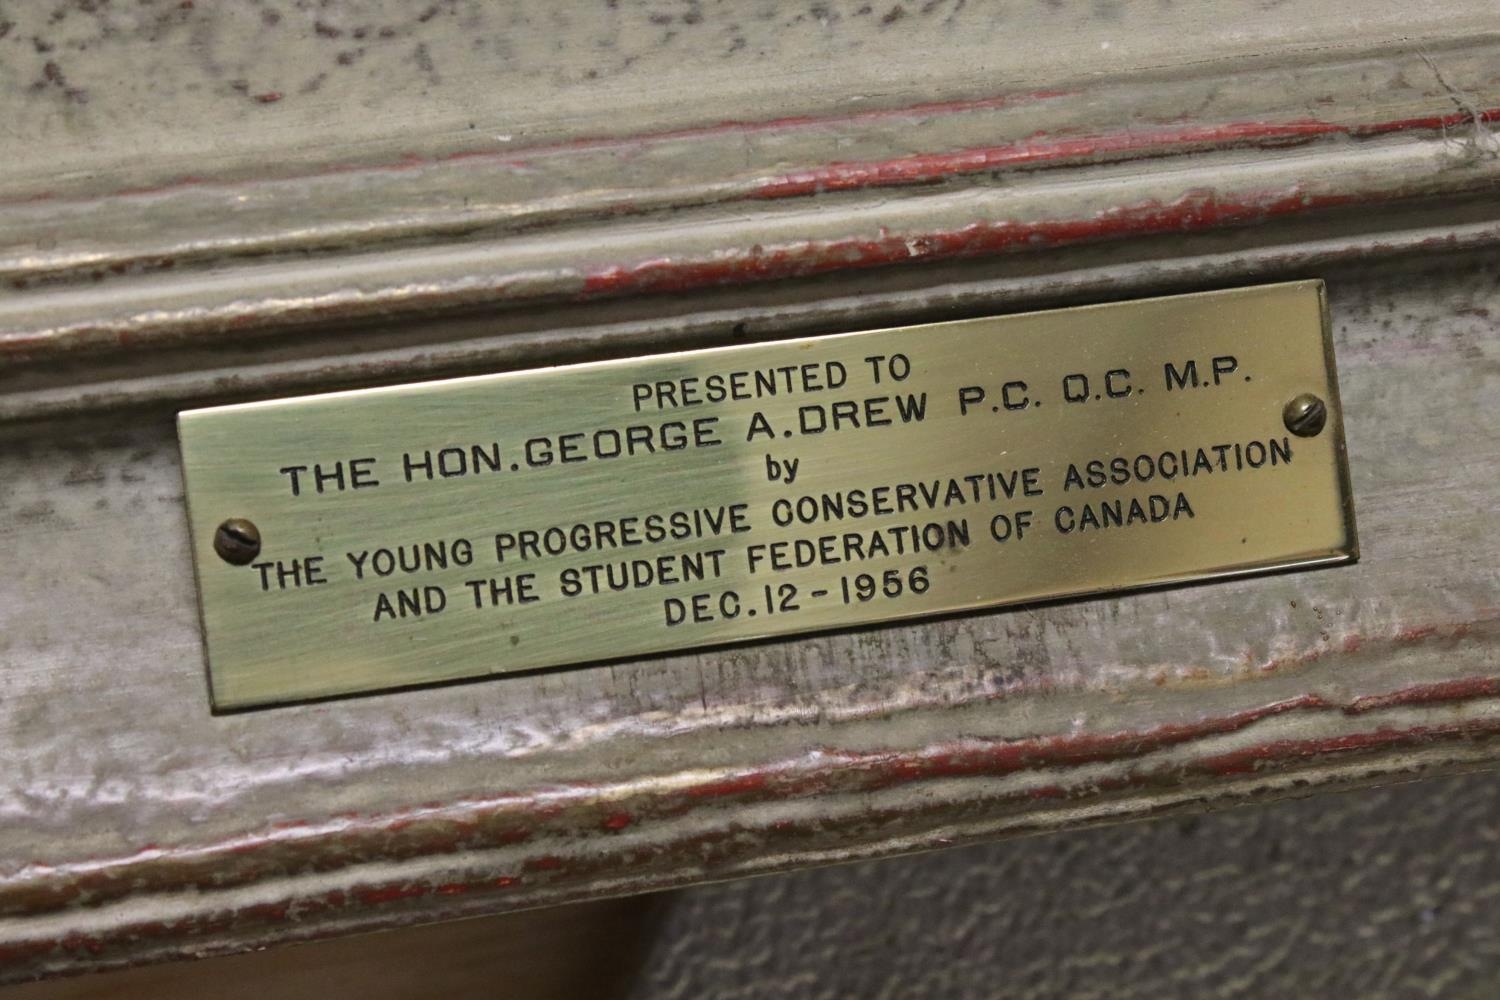 PRESENTED TO
THE HON. GEORGE A. DREW P.C. Q.C. M.P.
by
THE YOUNG PROGRESSIVE CONSERVATIVE ASSOCIATION
AND THE STUDENT FEDERATION OF CANADA
DEC. 12 - 1956